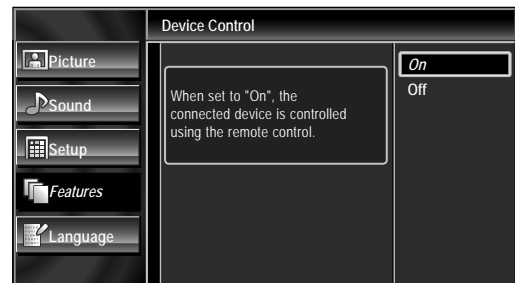 Device Control
Picture
Sound
Setup
Features
Language
When set to "On", the
connected device is controlled
using the remote control.
On
Off